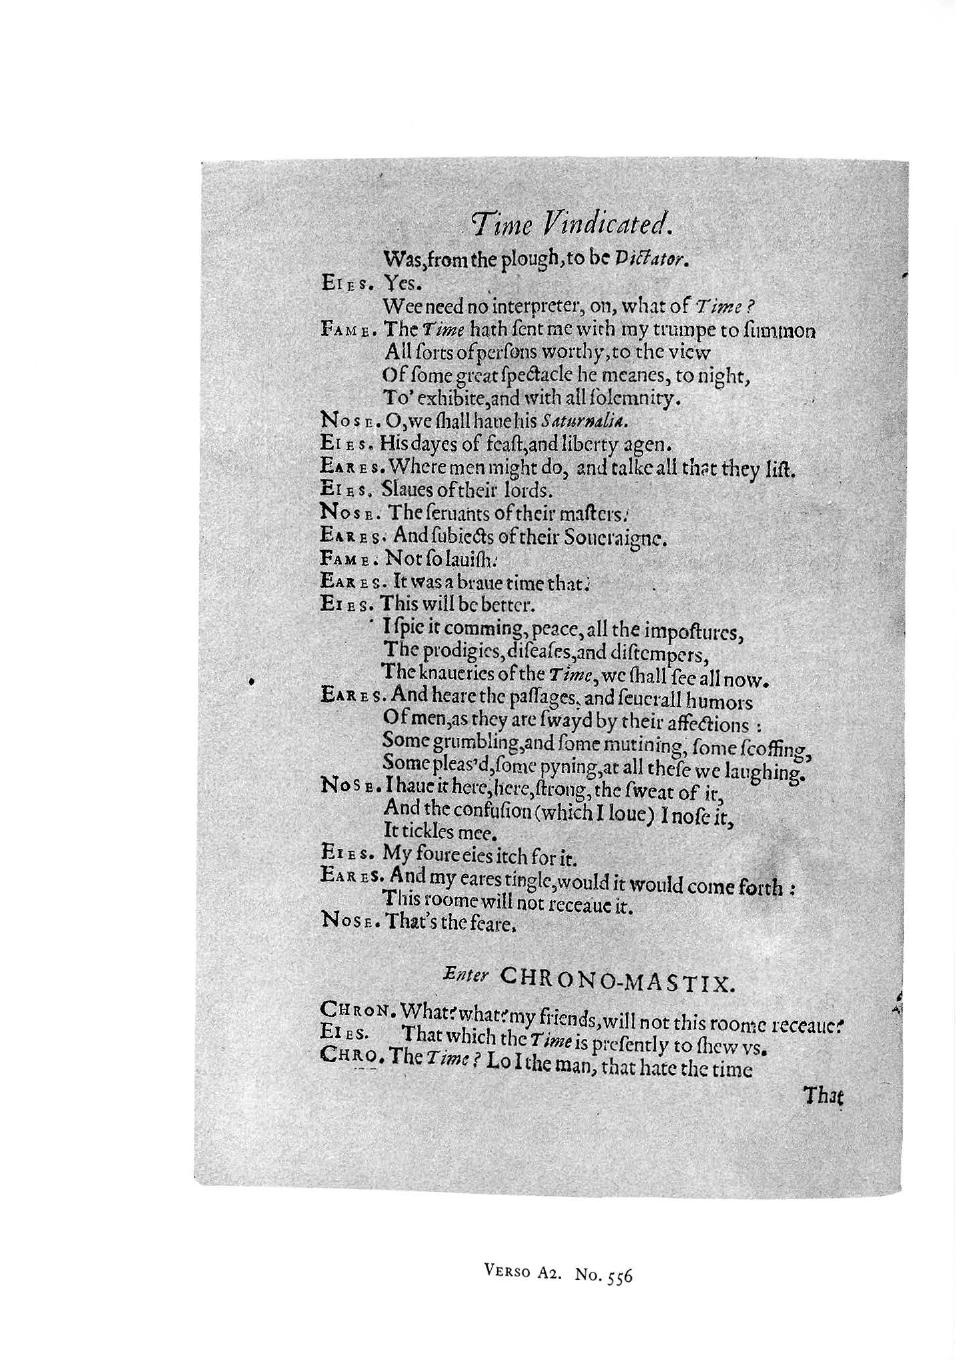 Time Vindicated.
Was,from the plough,to be Dictator.
EIES. Yes.
Wee need no interpreter, on, what of Time?
FAME. The Time hath ſent me with my trumpe to ſummon
All ſorts of perſons worthy,to the view
Of ſome great ſpectacle he meanes, to night,
To' exhibite,and with all ſolemnity.
NOSE. O,we ſhall haue his Saturnalia.
EIES. His dayes of feaſt,and liberty agen.
EARES. Where men might do, and talke all that they liſt.
EIES. Slaues of their lords.
NOSE. The ſeruants of their maſters.
EARES. And ſubiects of their Soueraigne.
FAME. Not ſo lauiſh.
EARES. It was a braue time that.
EIES. This will be better.
I ſpie it comming, peace, all the impoſtures,
The prodigies, diſeaſes,and diſtempers,
The knaueries of the Time, we ſhall ſee all now.
EARES. And heare the paſſages, and ſeuerall humors
Of men,as they are ſwayd by their affections :
Some grumbling,and ſome mutining, ſome ſcoffing,
Some pleas'd,ſome pyning,at all theſe we laughing.
NOSE. I haue it here,here,ſtrong, the ſweat of it,
And the confuſion (which I loue) I noſe it,
It tickles mee.
EIES. My foure eies itch for it.
EARES. And my eares tingle,would it would come forth :
This roome will not receaue it.
NOSE. That's the feare.
Enter CHRONO-MASTIX.
CHRON. What? what? my friends,will not this roome receaue?
EIES. That which the Time is preſently to ſhew vs.
CHRO. The Time? Lo I the man, that hate the time
That
VERSO A2. No. 556